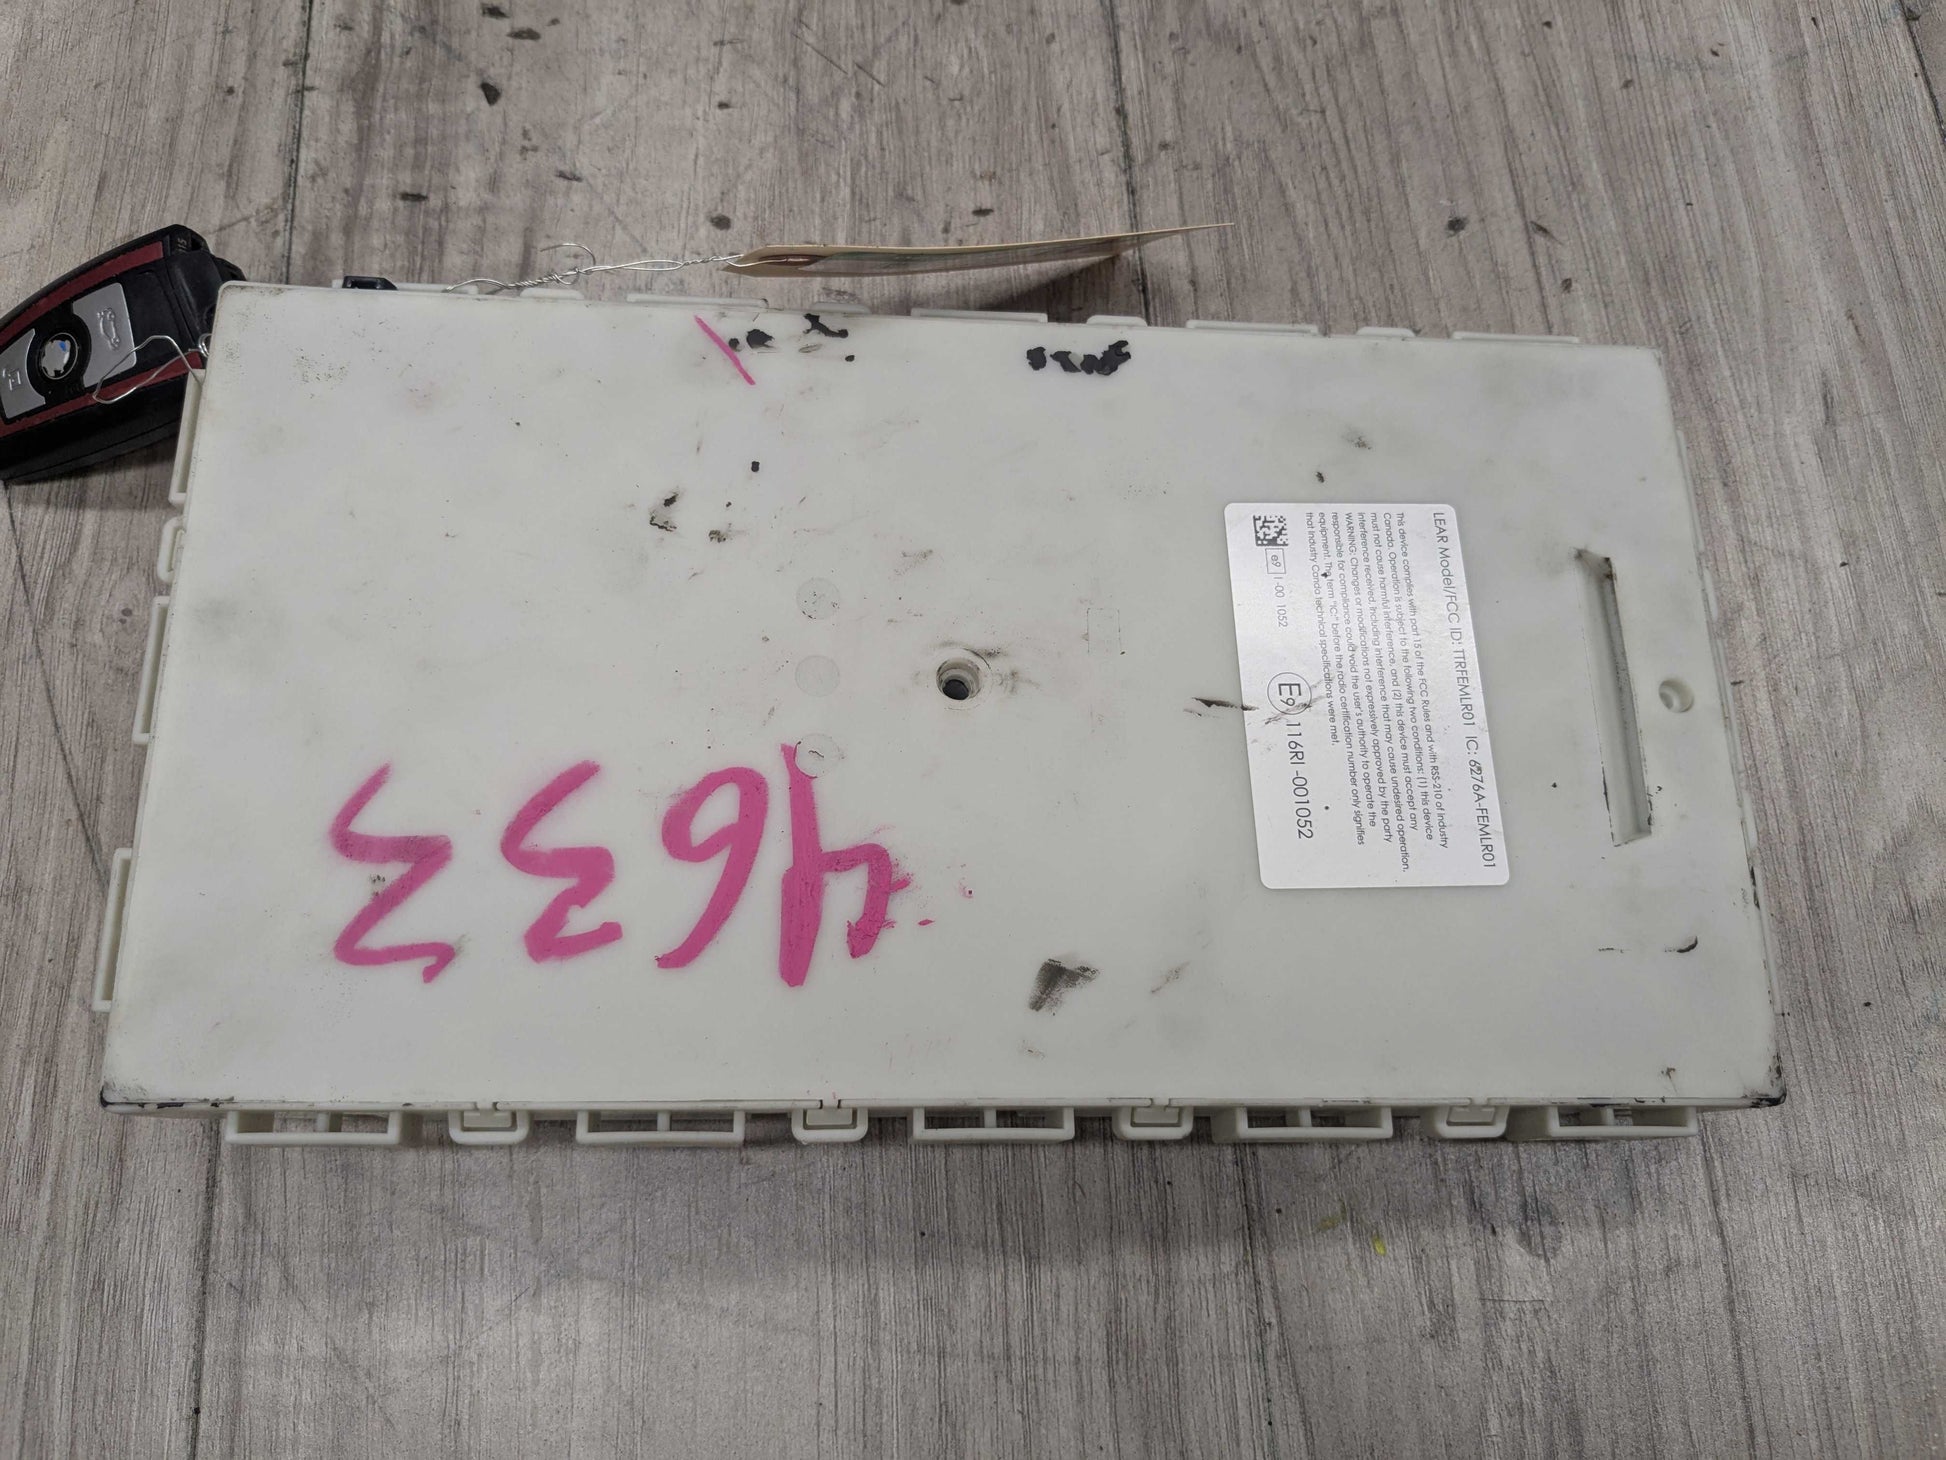 4633
LEAR Model/FCC ID: TTRFEMLR01 IC: 6276A-FEMLR01
This device complies with part 15 of the FCC Rules and with RSS-210 of Industry
Canada. Operation is subject to the following two conditions: (1) this device
must not cause harmful interference, and (2) this device must accept any
interference received, including interference that may cause undesired operation.
WARNING: Changes or modifications not expressively approved by the party
responsible for compliance could void the user's authority to operate the
equipment. The term "IC:" before the radio certification number only signifies
that Industry Canada technical specifications were met.
e9 1-00 1052
E9 116RI-001052